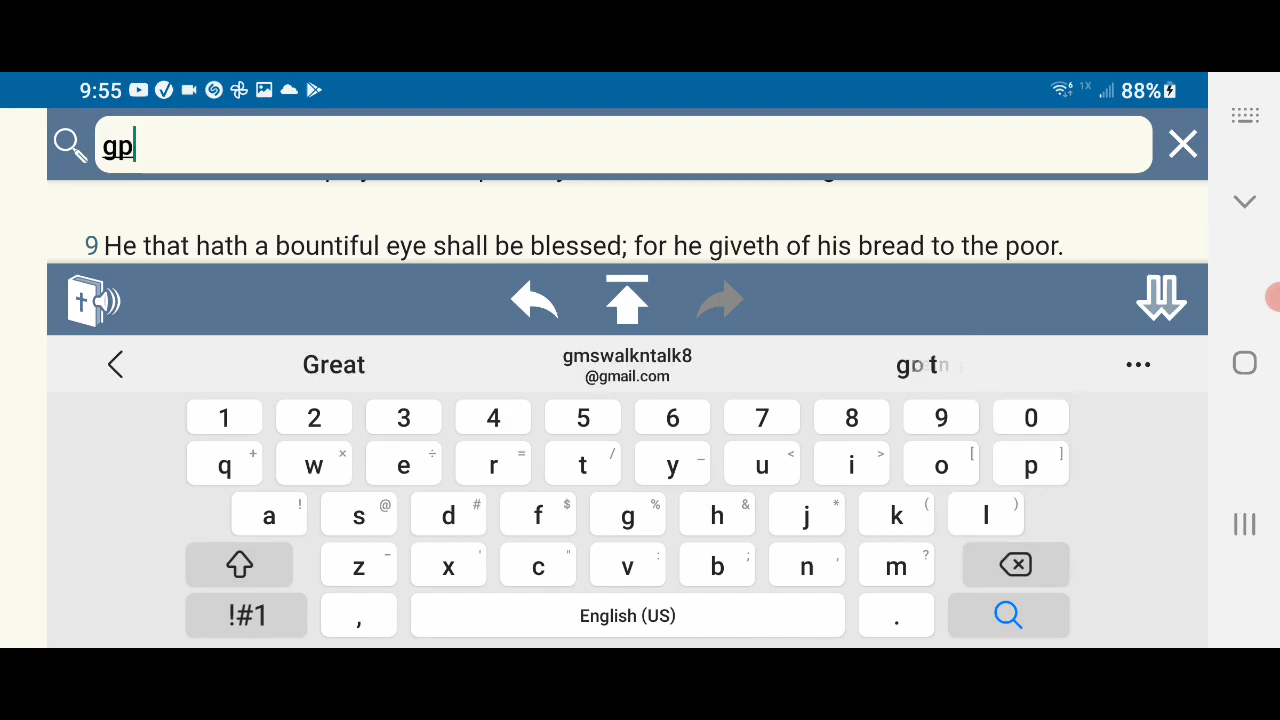 9:55 1X 88%
gp
9 He that hath a bountiful eye shall be blessed; for he giveth of his bread to the poor.
Great gmswalkntalk8
@gmail.com
1 2 3 4 5 6 7 8 9 0
q + w × e ÷ r = t / y _ u < i > o [ p ]
a ! s @ d # f $ g % h & j * k ( l )
z - x ' c " v : b ; n , m ?
!#1 , English (US) .